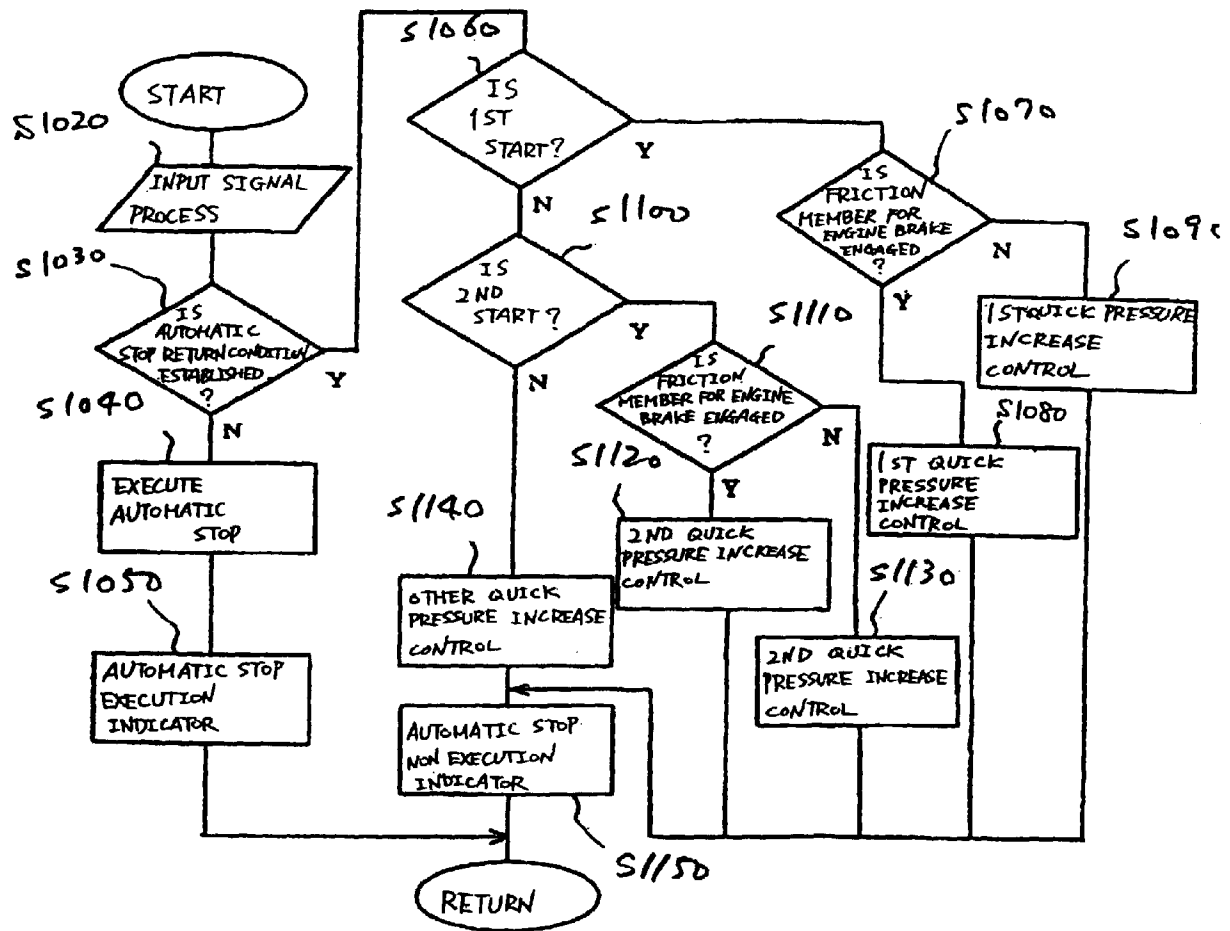 START
S1020
INPUT SIGNAL
PROCESS
S1030
IS
AUTOMATIC
STOP RETURN CONDITION
ESTABLISHED
?
Y
N
S1040
EXECUTE
AUTOMATIC
STOP
S1050
AUTOMATIC STOP
EXECUTION
INDICATOR
S1060
IS
1ST
START?
Y
N
S1100
IS
2ND
START?
Y
N
S1140
OTHER QUICK
PRESSURE INCREASE
CONTROL
AUTOMATIC STOP
NON EXECUTION
INDICATOR
S1150
RETURN
S1110
IS
FRICTION
MEMBER FOR ENGINE
BRAKE ENGAGED
?
N
Y
S1120
2ND QUICK
PRESSURE INCREASE
CONTROL
S1130
2ND QUICK
PRESSURE INCREASE
CONTROL
S1070
IS
FRICTION
MEMBER FOR
ENGINE BRAKE
ENGAGED
?
N
Y
S1090
1ST QUICK PRESSURE
INCREASE
CONTROL
S1080
1ST QUICK
PRESSURE
INCREASE
CONTROL